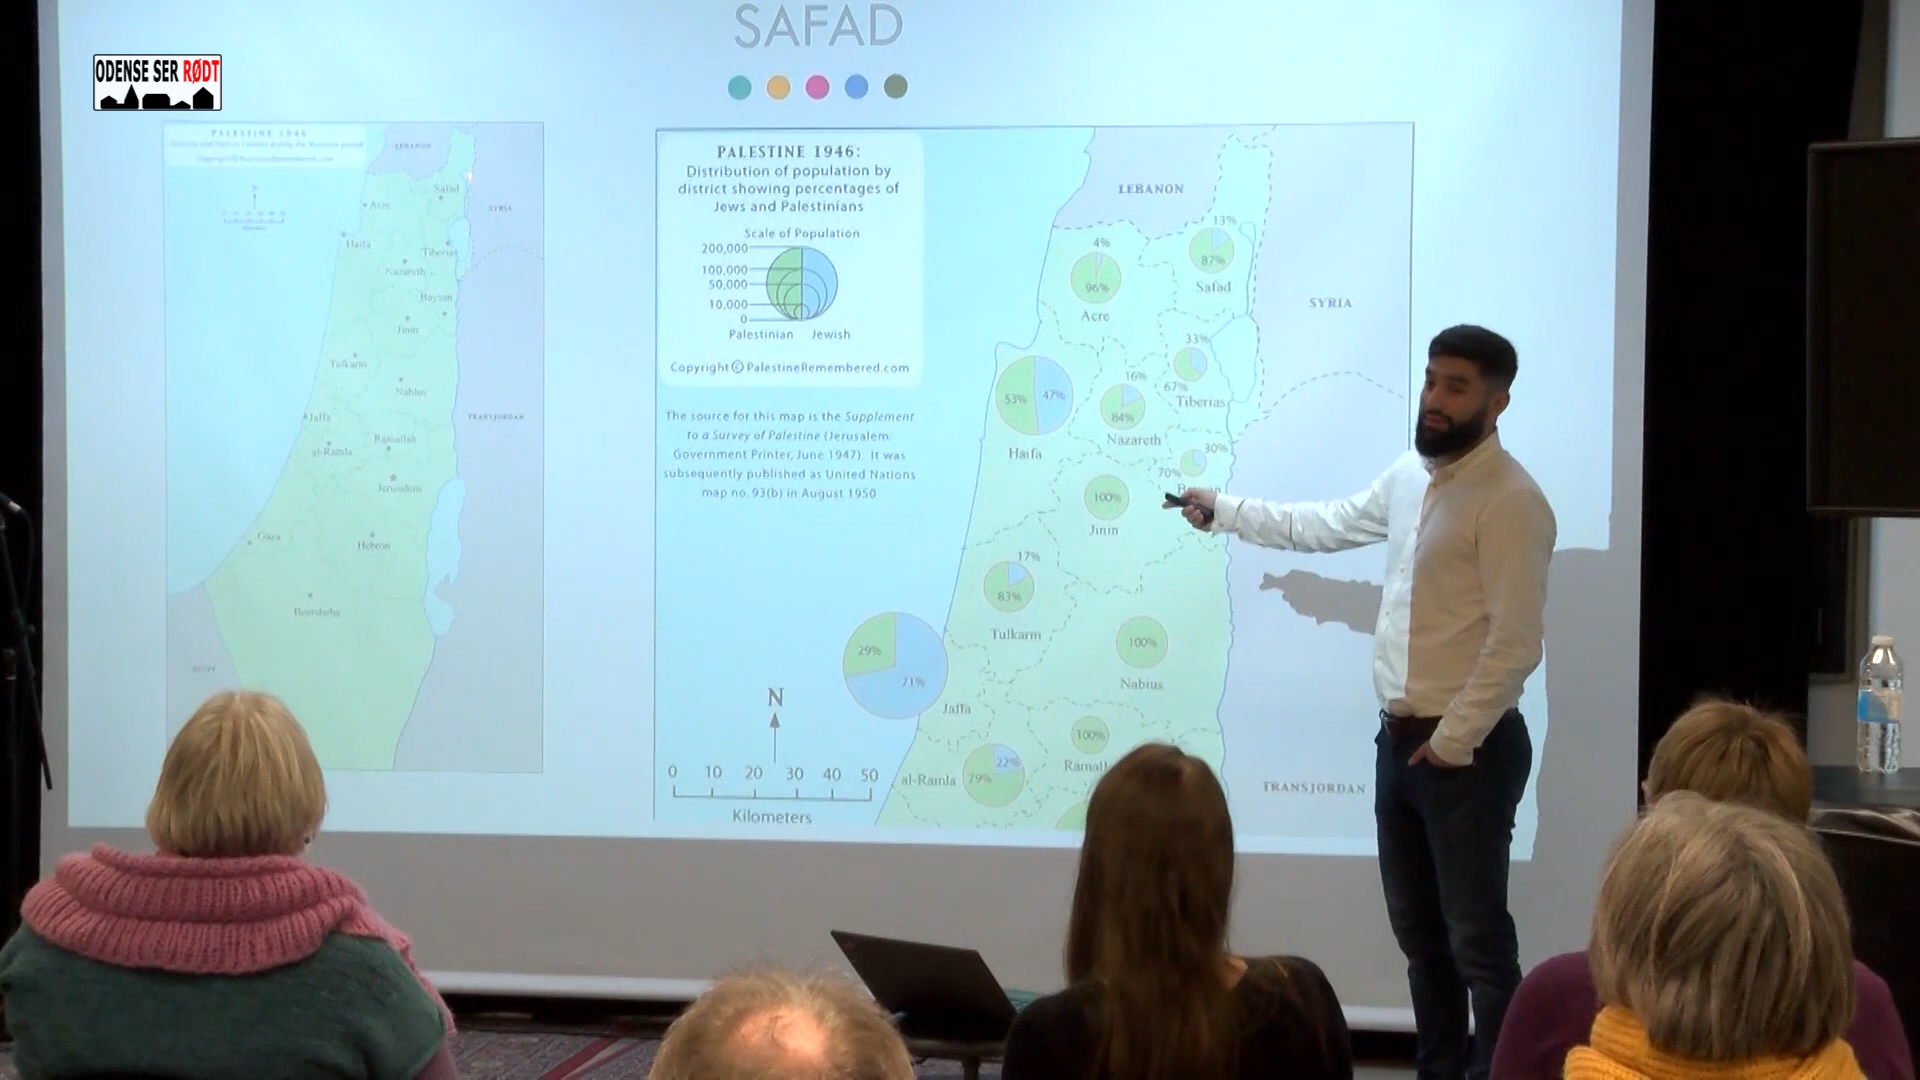 SAFAD
ODENSE SER RØDT
PALESTINE 1946
LEBANON
Safad
Acre
SYRIA
Haifa
Tiberias
Nazareth
Baysan
Jinin
Tulkarm
Nablus
Jaffa
TRANSJORDAN
Ramallah
al-Ramla
Jerusalem
Gaza
Hebron
Beersheba
EGYPT
PALESTINE 1946:
Distribution of population by
district showing percentages of
Jews and Palestinians
Scale of Population
200,000
100,000
50,000
10,000
0
Palestinian Jewish
Copyright © PalestineRemembered.com
The source for this map is the Supplement
to a Survey of Palestine (Jerusalem:
Government Printer, June 1947). It was
subsequently published as United Nations
map no. 93(b) in August 1950
LEBANON
13%
87%
Safad
4%
96%
Acre
SYRIA
33%
67%
Tiberias
53% 47%
Haifa
16%
84%
Nazareth
30%
70%
100%
Jinin
17%
83%
Tulkarm
100%
Nablus
29%
71%
Jaffa
100%
22%
79%
al-Ramla
TRANSJORDAN
N
0 10 20 30 40 50
Kilometers